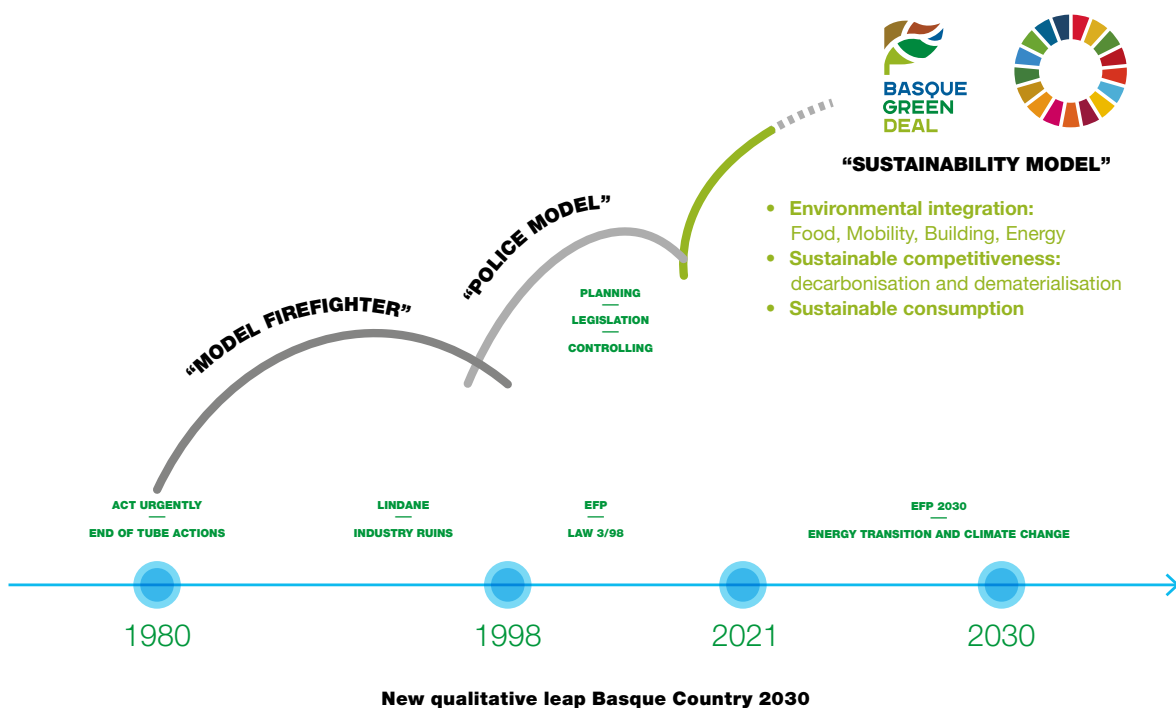 BASQUE
GREEN
DEAL
“SUSTAINABILITY MODEL”
• Environmental integration:
Food, Mobility, Building, Energy
• Sustainable competitiveness:
decarbonisation and dematerialisation
• Sustainable consumption
“POLICE MODEL”
PLANNING
LEGISLATION
CONTROLLING
“MODEL FIREFIGHTER”
ACT URGENTLY
END OF TUBE ACTIONS
LINDANE
INDUSTRY RUINS
EFP
LAW 3/98
EFP 2030
ENERGY TRANSITION AND CLIMATE CHANGE
1980
1998
2021
2030
New qualitative leap Basque Country 2030